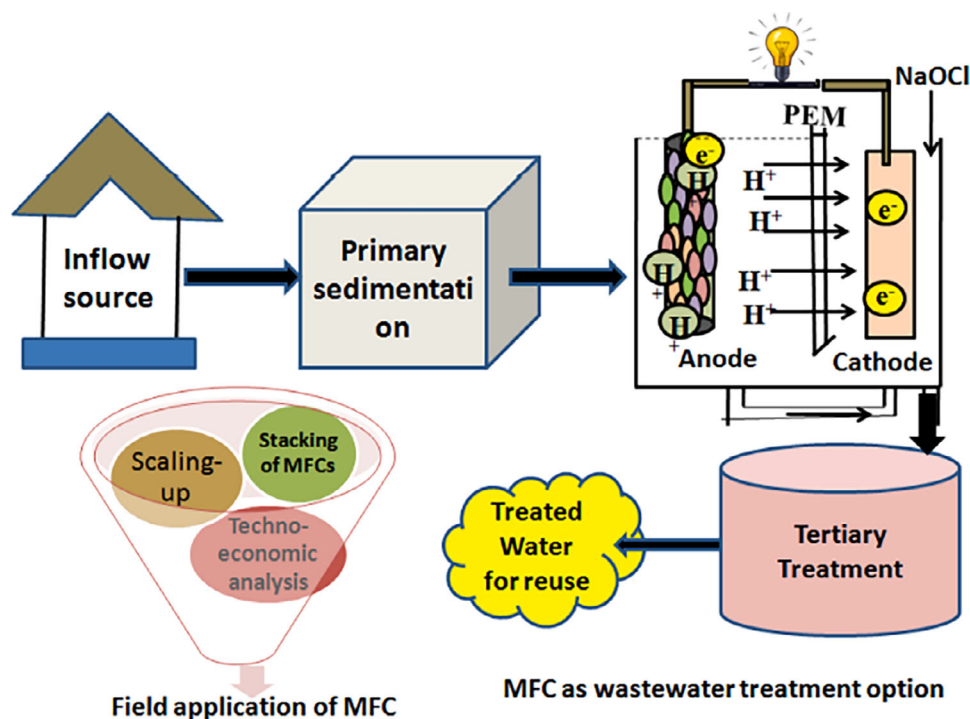 Inflow
source
Primary
sedimentati
on
NaOCl
PEM
e-
H
+
H+
H+
e-
H+
H
+
H+
e-
H
+
Anode
Cathode
Scaling-
up
Stacking
of MFCs
Techno-
economic
analysis
Field application of MFC
Treated
Water
for reuse
Tertiary
Treatment
MFC as wastewater treatment option